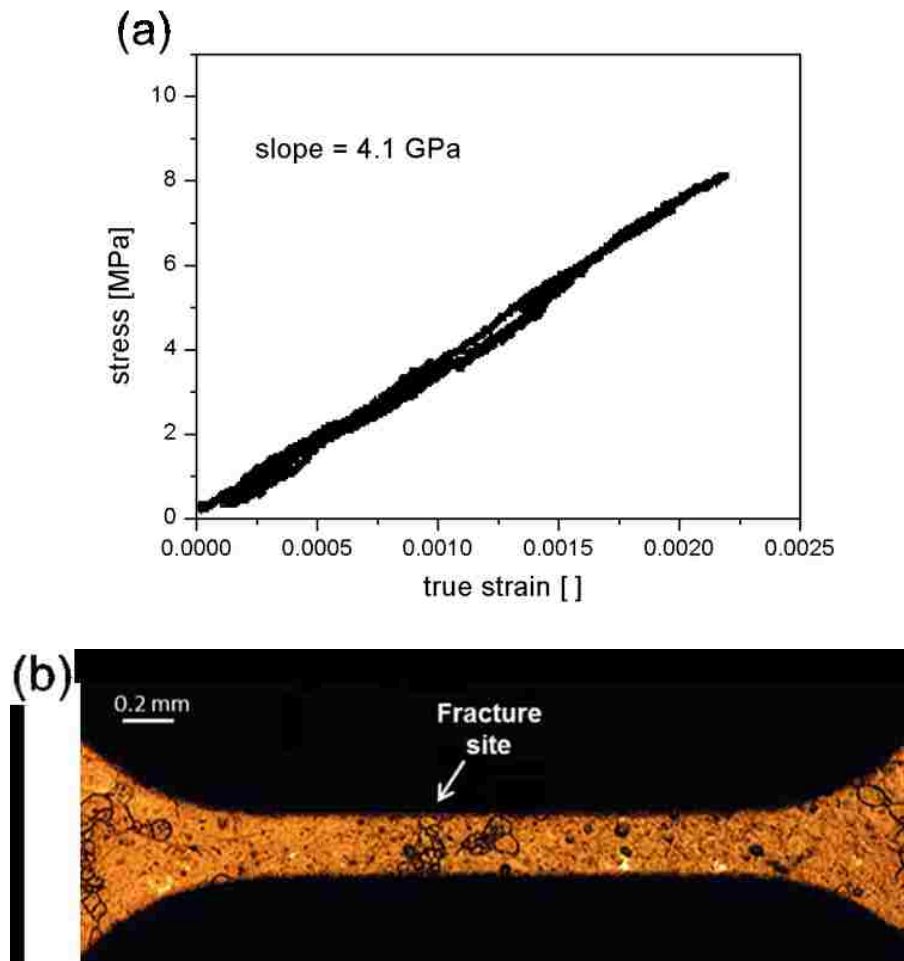 (a)
10
8
6
4
2
0
slope = 4.1 GPa
stress [MPa]
0.0000 0.0005 0.0010 0.0015 0.0020 0.0025
true strain [ ]
(b)
0.2 mm
Fracture
site